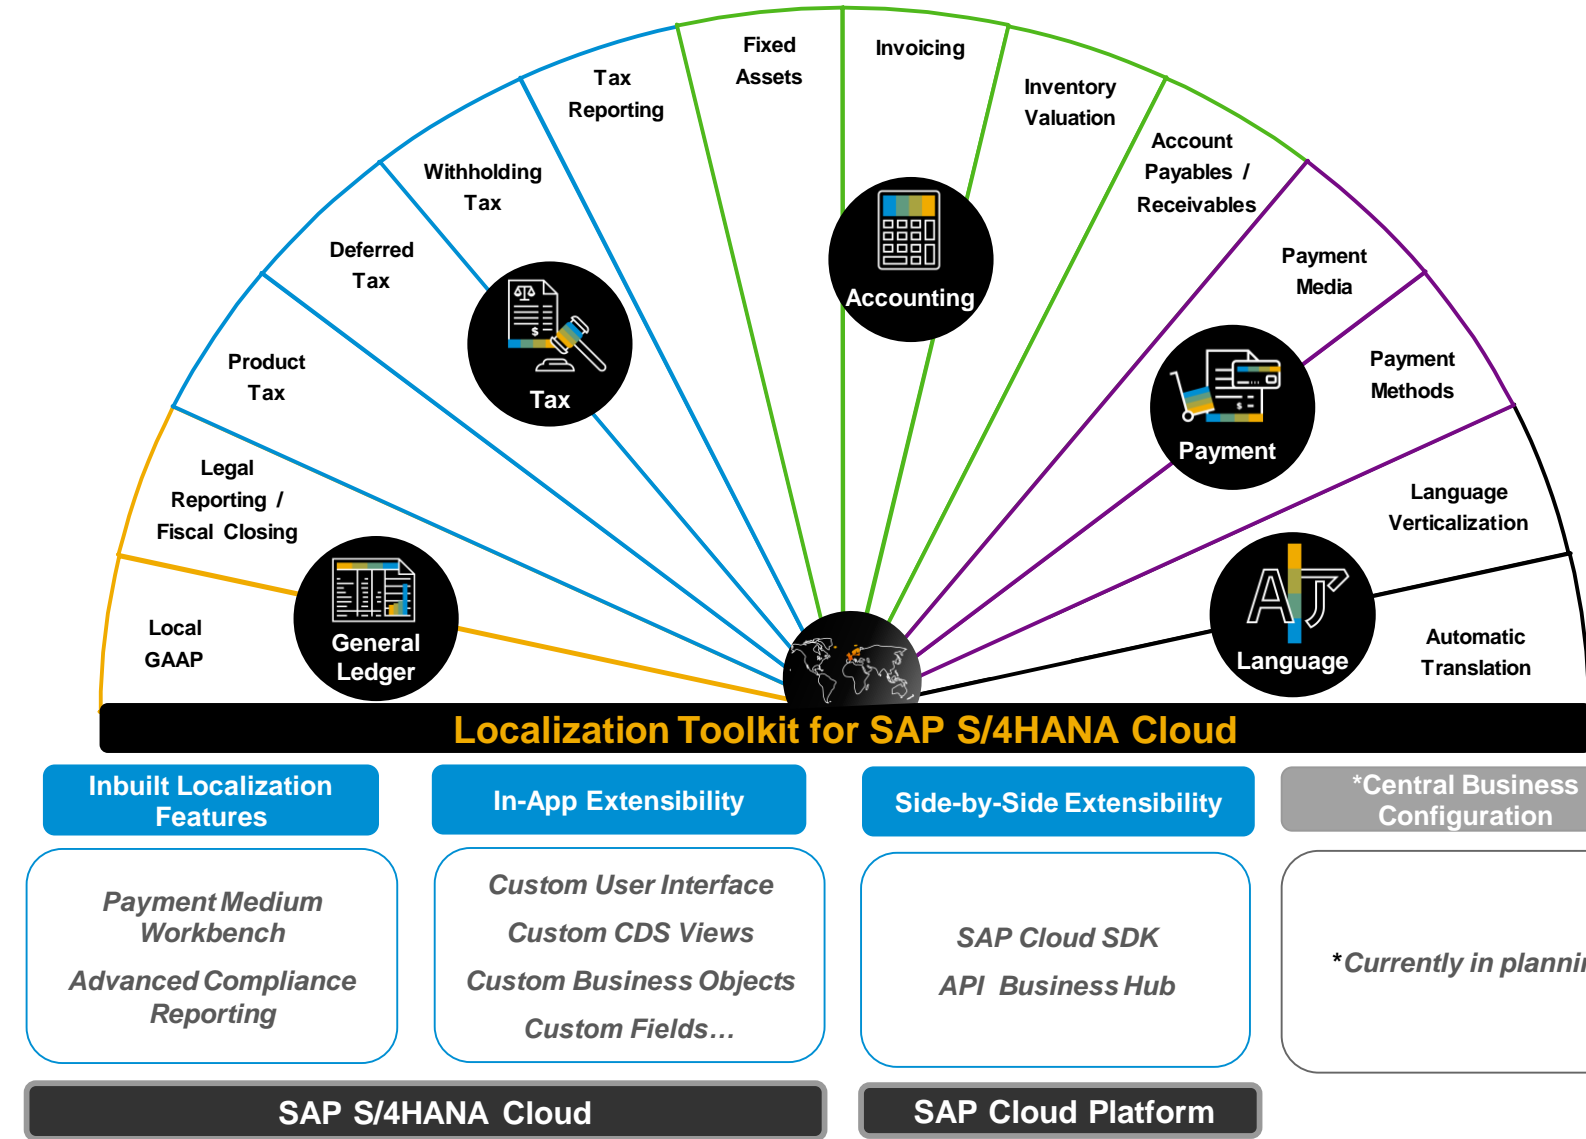 Fixed
Assets
Invoicing
Tax
Reporting
Inventory
Valuation
Account
Payables /
Receivables
Withholding
Tax
Deferred
Tax
Payment
Media
Accounting
Product
Tax
Tax
Payment
Methods
Payment
Legal
Reporting /
Fiscal Closing
Language
Verticalization
Local
GAAP
General
Ledger
Language
Automatic
Translation
Localization Toolkit for SAP S/4HANA Cloud
Inbuilt Localization
Features
In-App Extensibility
Side-by-Side Extensibility
*Central Business
Configuration
Payment Medium
Workbench
Advanced Compliance
Reporting
Custom User Interface
Custom CDS Views
Custom Business Objects
Custom Fields...
SAP Cloud SDK
API Business Hub
*Currently in
SAP S/4HANA Cloud
SAP Cloud Platform